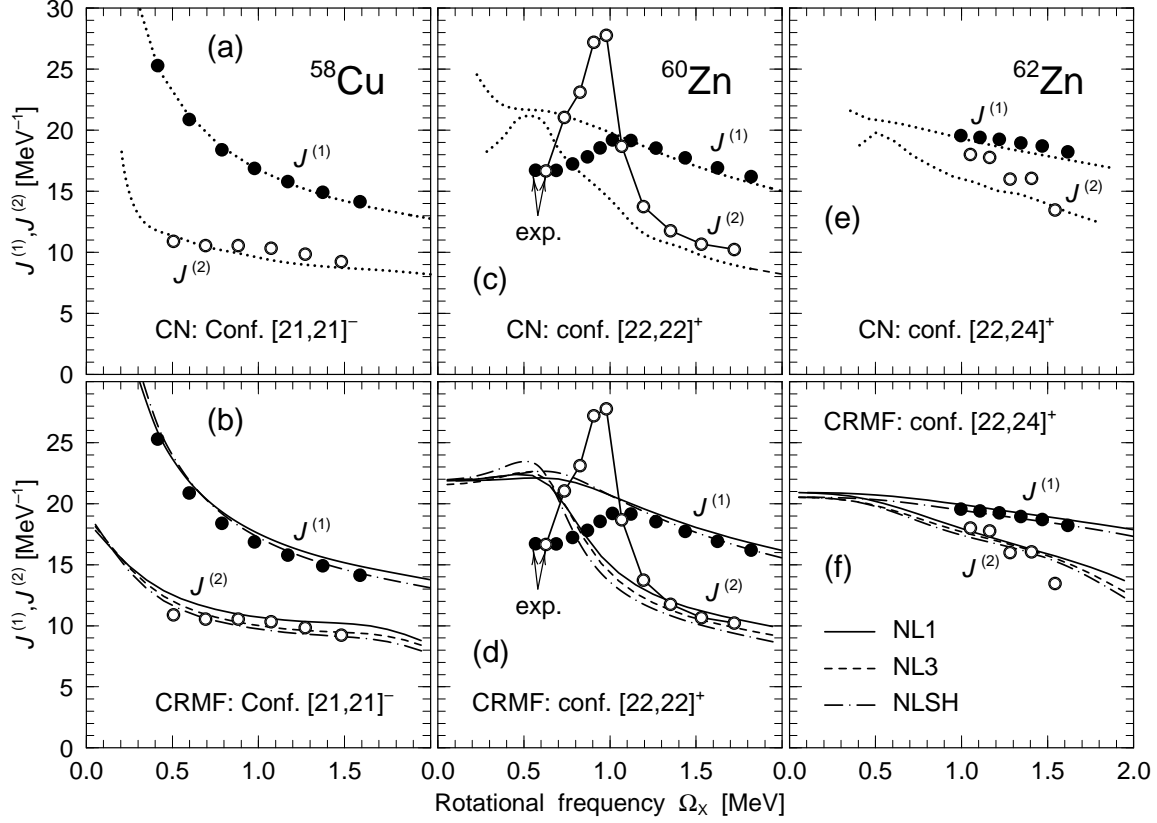 30
25
20
15
10
5
0
J(1),J(2) [MeV−1]
(a)
58Cu
J(1)
J(2)
CN: Conf. [21,21]−
60Zn
J(1)
J(2)
exp.
(c)
CN: conf. [22,22]+
62Zn
J(1)
J(2)
(e)
CN: conf. [22,24]+
25
20
15
10
5
0
J(1),J(2) [MeV−1]
(b)
J(1)
J(2)
CRMF: Conf. [21,21]−
J(1)
J(2)
exp.
(d)
CRMF: conf. [22,22]+
CRMF: conf. [22,24]+
J(1)
J(2)
(f)
NL1
NL3
NLSH
0.0 0.5 1.0 1.5 0.0 0.5 1.0 1.5 0.0 0.5 1.0 1.5 2.0
Rotational frequency ΩX [MeV]